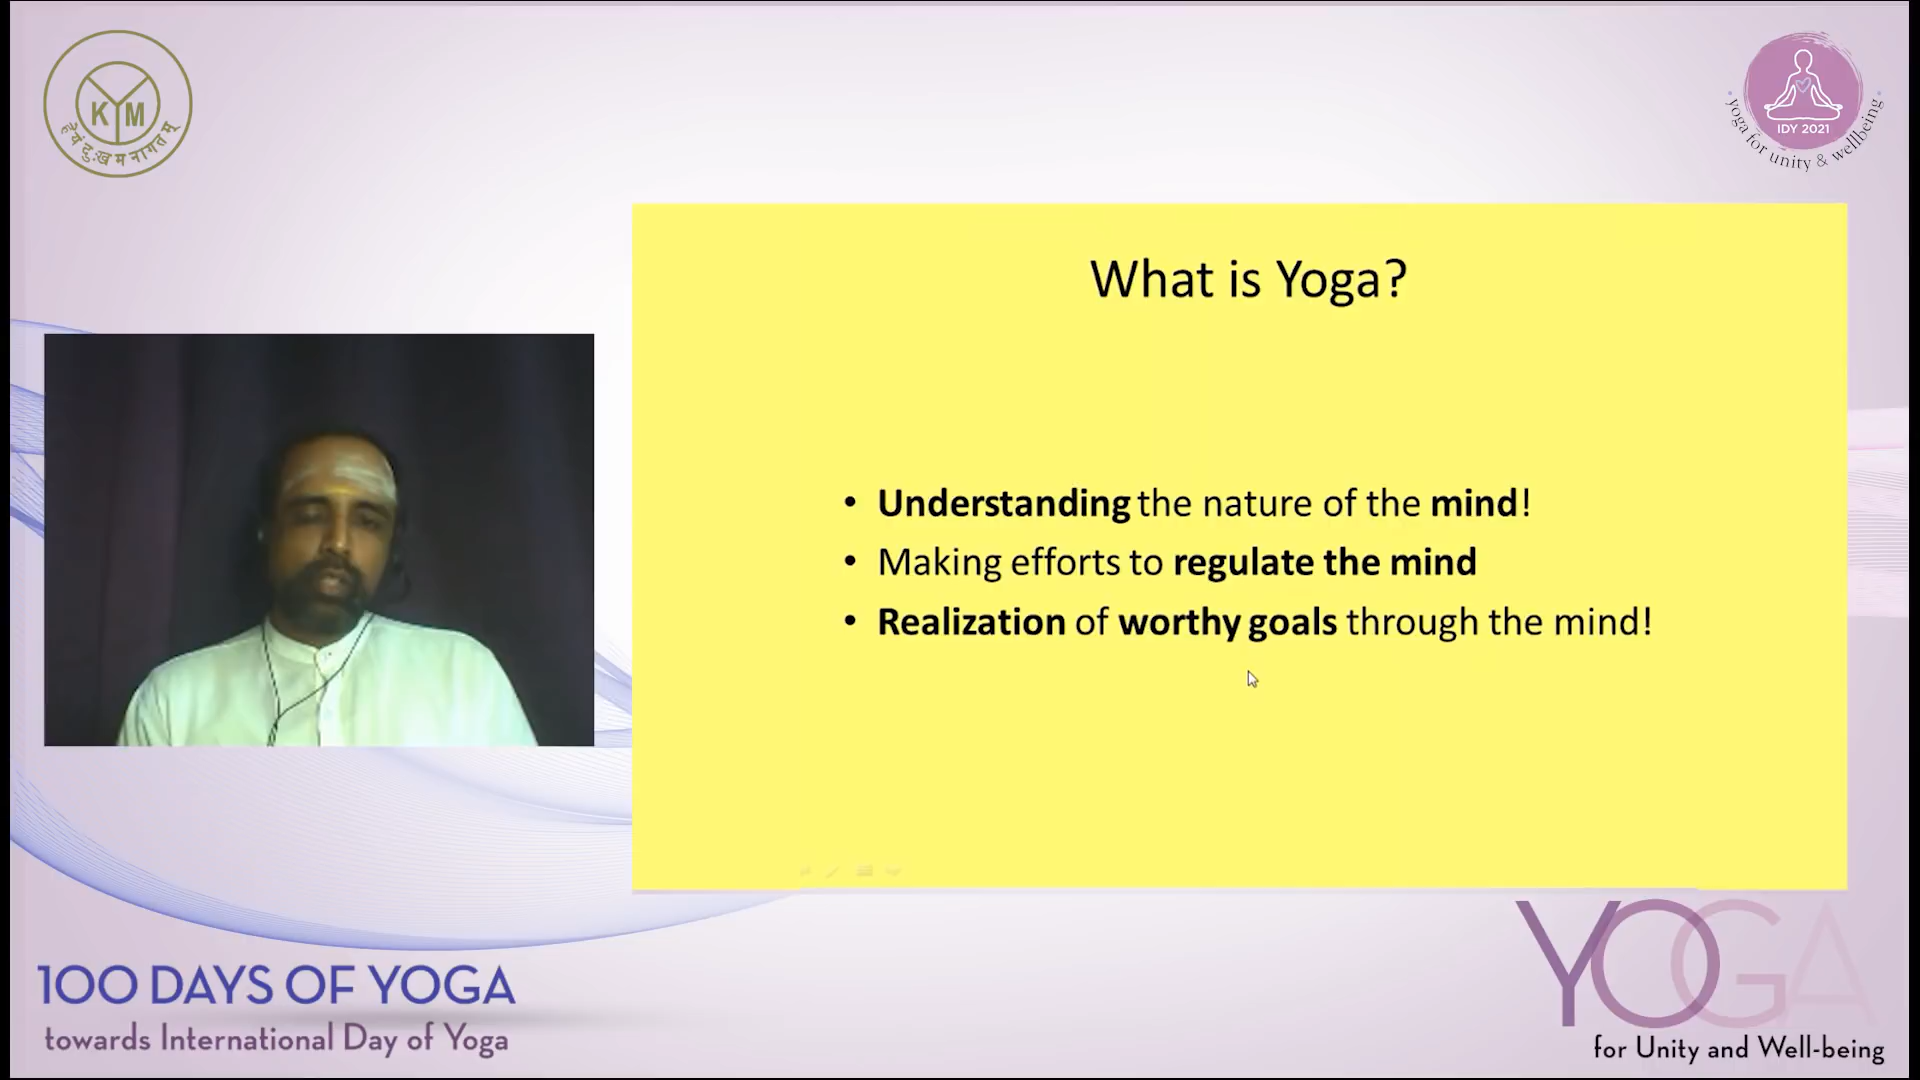 KYM
हेयं दुःखमनागतम्
IDY 2021
yoga for unity & wellbeing
What is Yoga?
• Understanding the nature of the mind!
• Making efforts to regulate the mind
• Realization of worthy goals through the mind!
100 DAYS OF YOGA
towards International Day of Yoga
YOGA
for Unity and Well-being